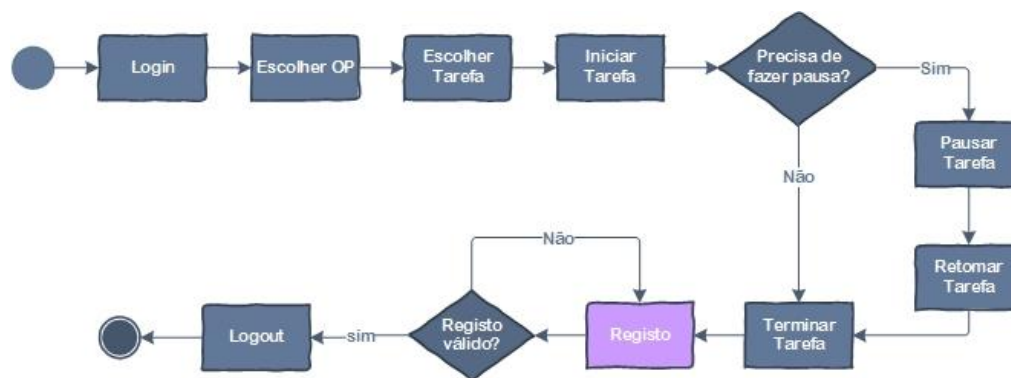 Login
Escolher OP
Escolher
Tarefa
Iniciar
Tarefa
Precisa de
fazer pausa?
Sim
Pausar
Tarefa
Não
Retomar
Tarefa
Terminar
Tarefa
Registo
Não
Registo
válido?
sim
Logout